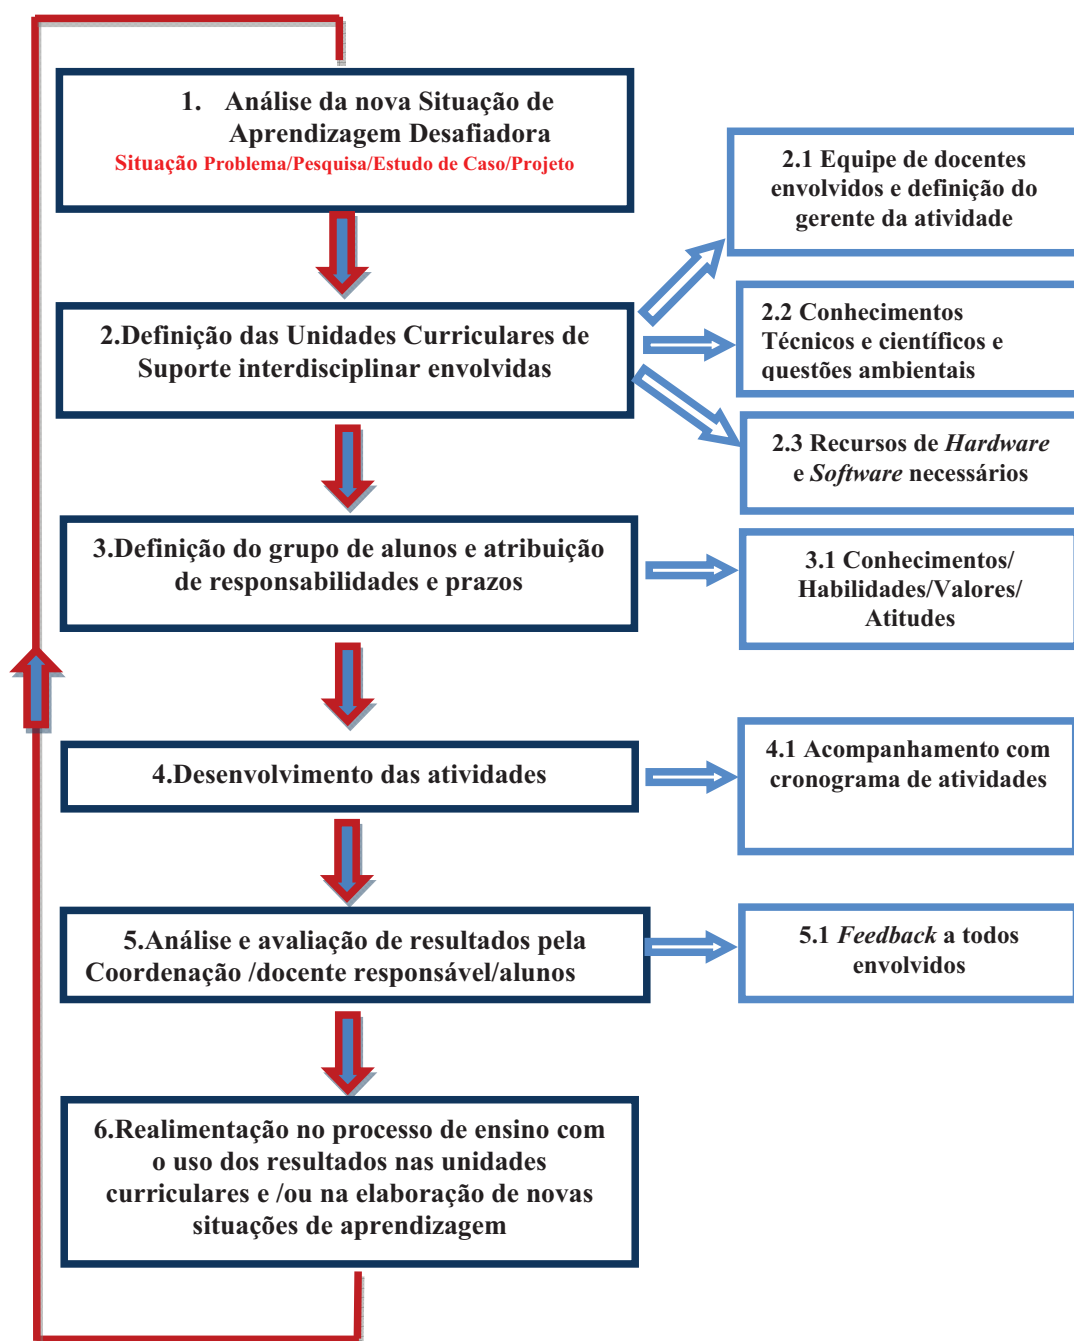 1. Análise da nova Situação de
Aprendizagem Desafiadora
Situação Problema/Pesquisa/Estudo de Caso/Projeto
2.Definição das Unidades Curriculares de
Suporte interdisciplinar envolvidas
2.1 Equipe de docentes
envolvidos e definição do
gerente da atividade
2.2 Conhecimentos
Técnicos e científicos e
questões ambientais
2.3 Recursos de Hardware
e Software necessários
3.Definição do grupo de alunos e atribuição
de responsabilidades e prazos
3.1 Conhecimentos/
Habilidades/Valores/
Atitudes
4.Desenvolvimento das atividades
4.1 Acompanhamento com
cronograma de atividades
5.Análise e avaliação de resultados pela
Coordenação /docente responsável/alunos
5.1 Feedback a todos
envolvidos
6.Realimentação no processo de ensino com
o uso dos resultados nas unidades
curriculares e /ou na elaboração de novas
situações de aprendizagem